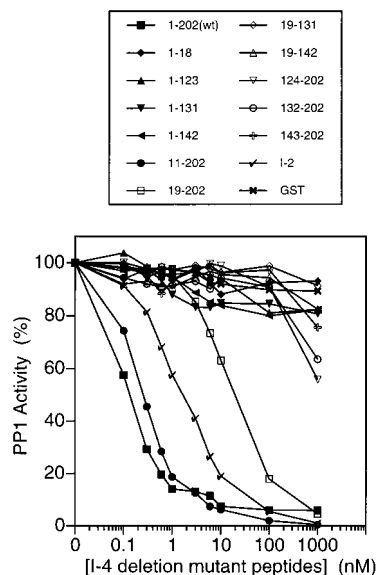 1-202(wt)
1-18
1-123
1-131
1-142
11-202
19-202
19-131
19-142
124-202
132-202
143-202
I-2
GST
PP1 Activity (%)
100
80
60
40
20
0
0 0.1 1 10 100 1000 (nM)
[I-4 deletion mutant peptides]